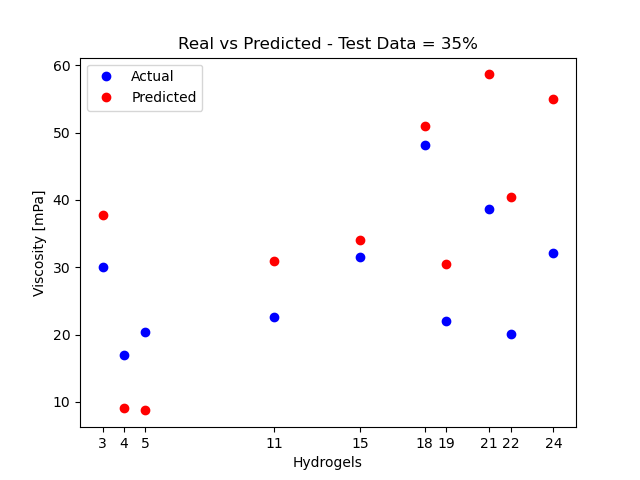 Real vs Predicted - Test Data = 35%
Actual
Predicted
60
50
40
30
20
10
Viscosity [mPa]
3 4 5 11 15 18 19 21 22 24
Hydrogels